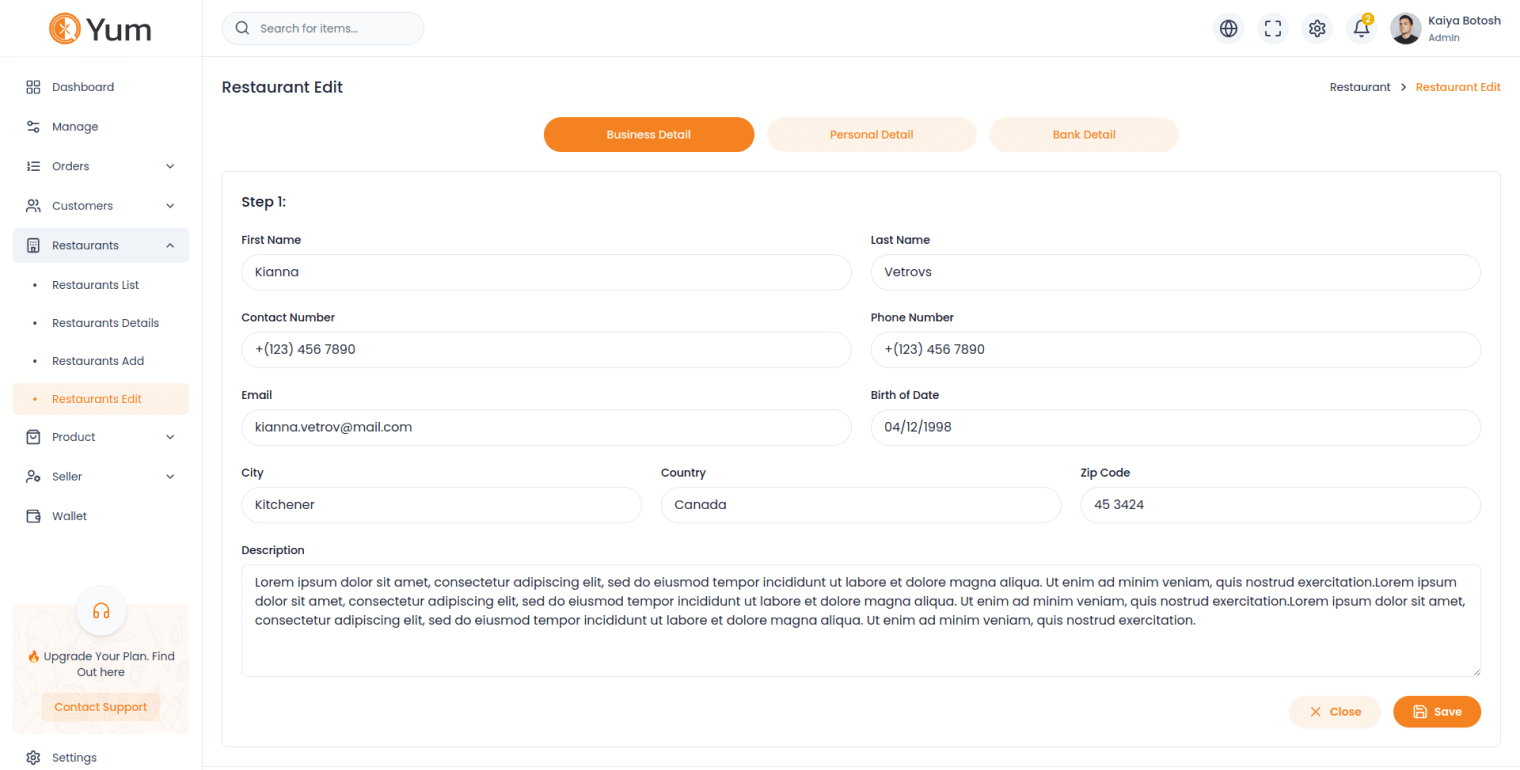 Yum
Search for items...
2
Kaiya Botosh
Admin
Dashboard
Manage
Orders
Customers
Restaurants
Restaurants List
Restaurants Details
Restaurants Add
Restaurants Edit
Product
Seller
Wallet
🔥 Upgrade Your Plan. Find
Out here
Contact Support
Settings
Restaurant Edit
Restaurant > Restaurant Edit
Business Detail
Personal Detail
Bank Detail
Step 1:
First Name
Last Name
Kianna
Vetrovs
Contact Number
Phone Number
+(123) 456 7890
+(123) 456 7890
Email
Birth of Date
kianna.vetrov@mail.com
04/12/1998
City
Country
Zip Code
Kitchener
Canada
45 3424
Description
Lorem ipsum dolor sit amet, consectetur adipiscing elit, sed do eiusmod tempor incididunt ut labore et dolore magna aliqua. Ut enim ad minim veniam, quis nostrud exercitation.Lorem ipsum
dolor sit amet, consectetur adipiscing elit, sed do eiusmod tempor incididunt ut labore et dolore magna aliqua. Ut enim ad minim veniam, quis nostrud exercitation.Lorem ipsum dolor sit amet,
consectetur adipiscing elit, sed do eiusmod tempor incididunt ut labore et dolore magna aliqua. Ut enim ad minim veniam, quis nostrud exercitation.
Close
Save